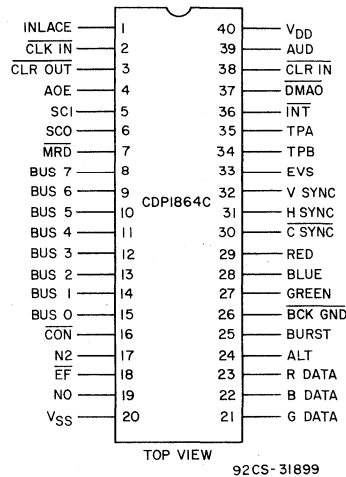 INLACE 1 40 VDD
CLK IN 2 39 AUD
CLR OUT 3 38 CLR IN
AOE 4 37 DMAO
SCI 5 36 INT
SCO 6 35 TPA
MRD 7 34 TPB
BUS 7 8 33 EVS
BUS 6 9 32 V SYNC
CDP1864C
BUS 5 10 31 H SYNC
BUS 4 11 30 C SYNC
BUS 3 12 29 RED
BUS 2 13 28 BLUE
BUS 1 14 27 GREEN
BUS 0 15 26 BCK GND
CON 16 25 BURST
N2 17 24 ALT
EF 18 23 R DATA
NO 19 22 B DATA
VSS 20 21 G DATA
TOP VIEW
92CS-31899